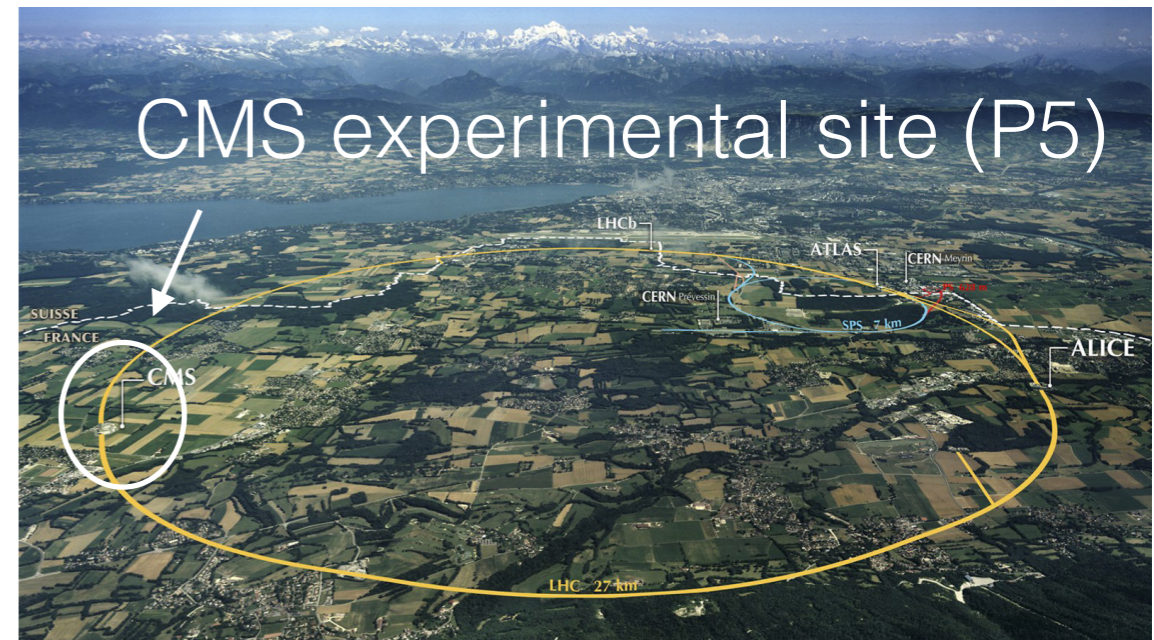 CMS experimental site (P5)
LHCb
ATLAS
CERN Meyrin
CERN Prévessin
SUISSE
FRANCE
SPS 7 km
ALICE
CMS
LHC 27 km